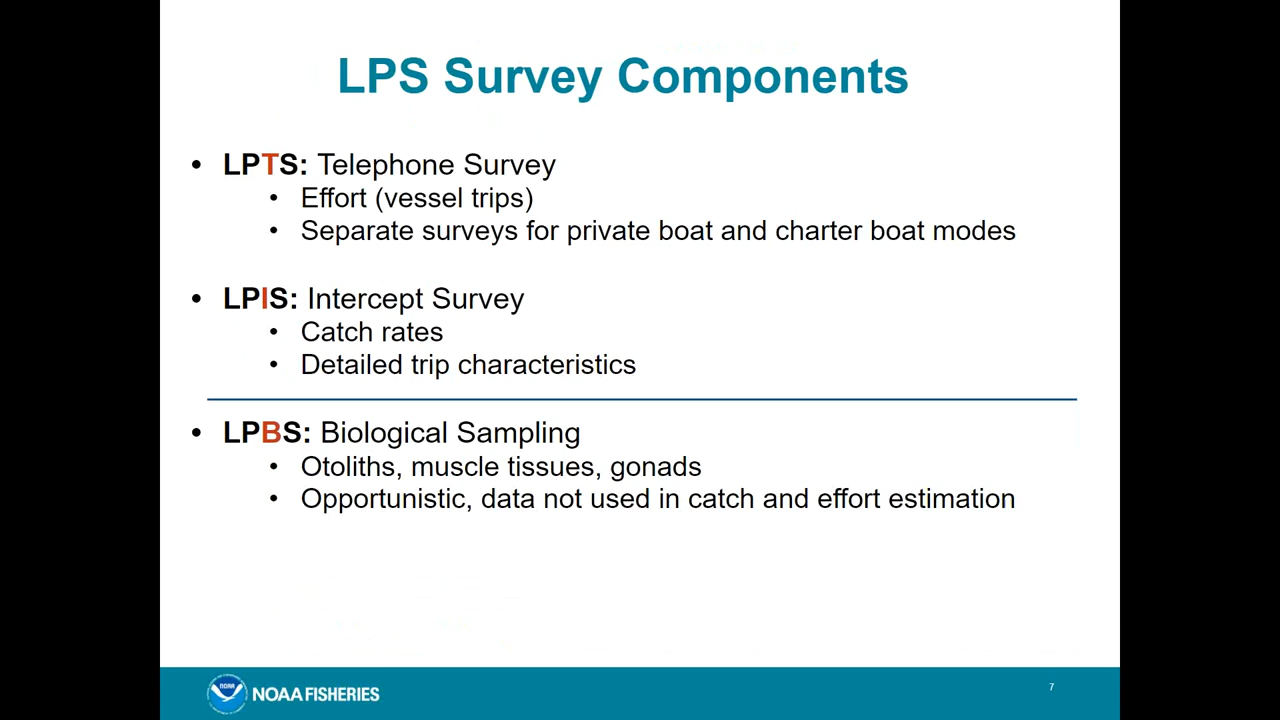 LPS Survey Components
• LPTS: Telephone Survey
• Effort (vessel trips)
• Separate surveys for private boat and charter boat modes
• LPIS: Intercept Survey
• Catch rates
• Detailed trip characteristics
• LPBS: Biological Sampling
• Otoliths, muscle tissues, gonads
• Opportunistic, data not used in catch and effort estimation
NOAA
NOAA FISHERIES
7